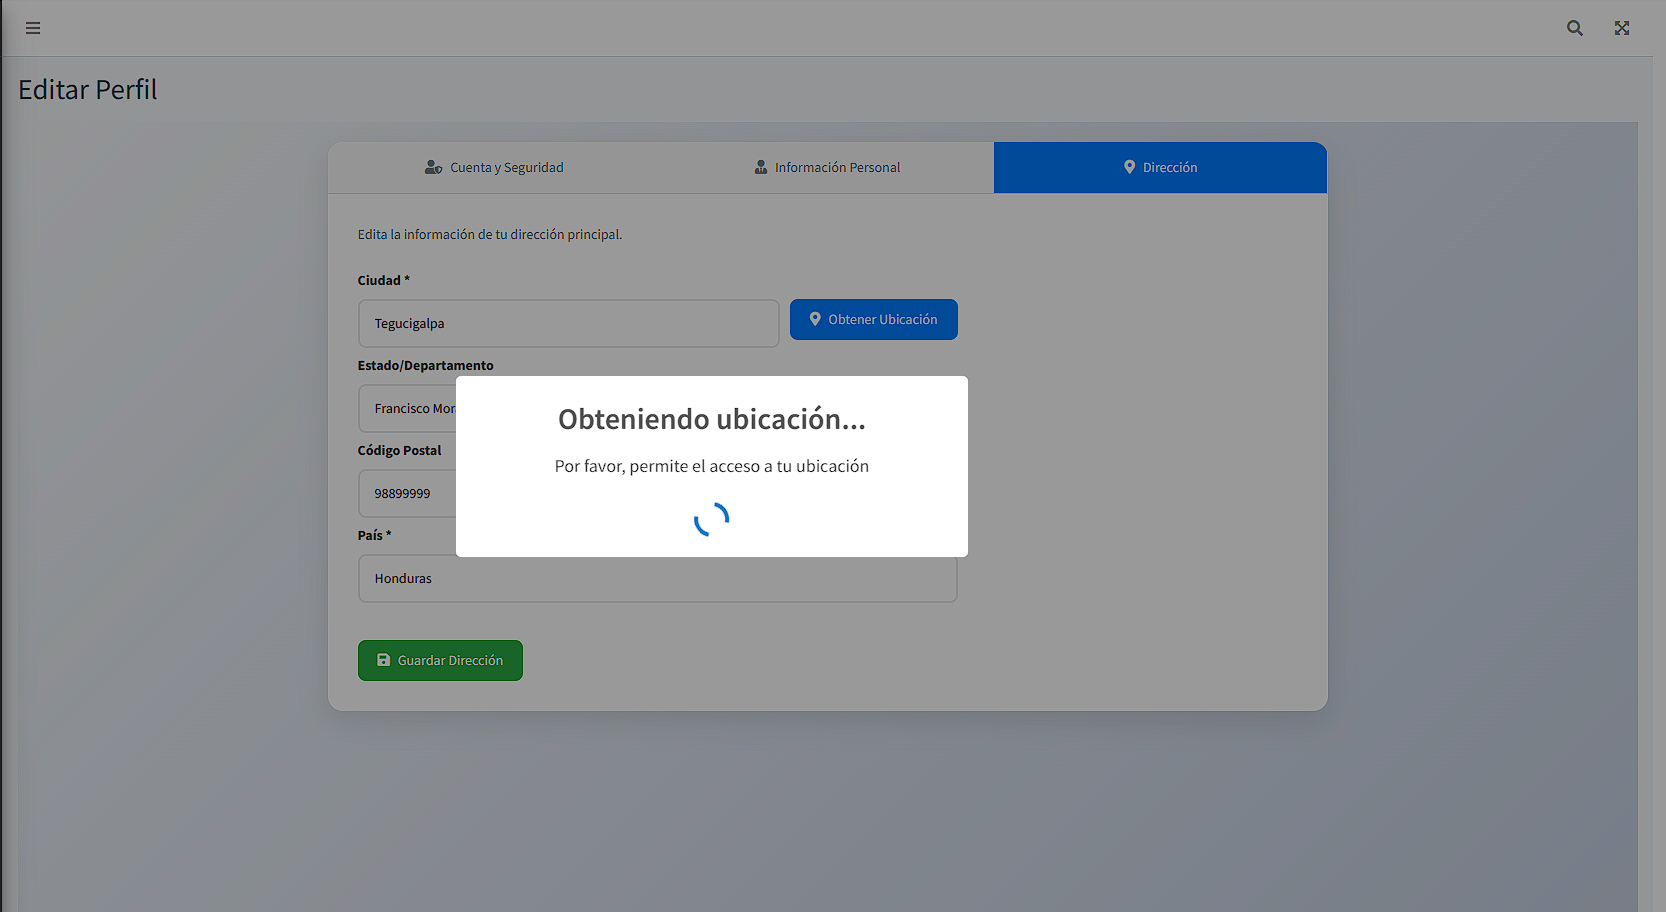 Editar Perfil
Cuenta y Seguridad
Información Personal
Dirección
Edita la información de tu dirección principal.
Ciudad *
Tegucigalpa
Obtener Ubicación
Estado/Departamento
Francisco Mor
Obteniendo ubicación...
Por favor, permite el acceso a tu ubicación
Código Postal
98899999
País *
Honduras
Guardar Dirección